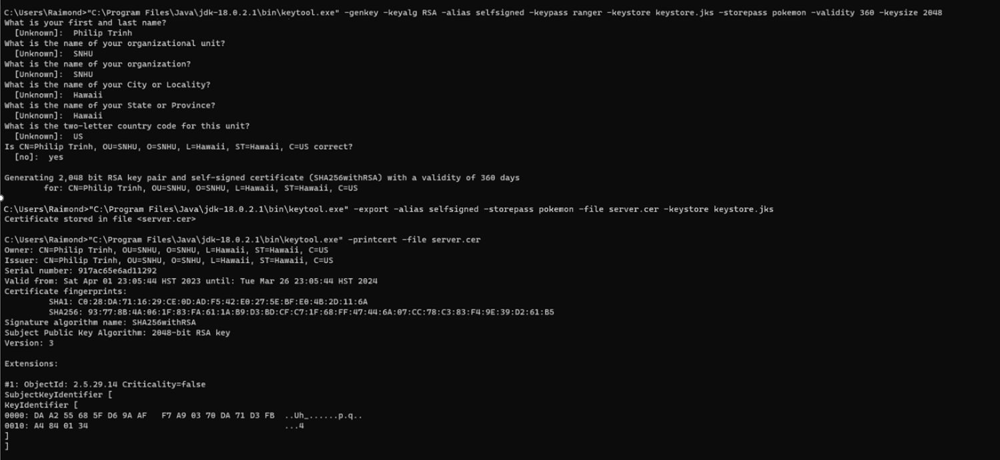 C:\Users\Raimond>"C:\Program Files\Java\jdk-18.0.2.1\bin\keytool.exe" -genkey -keyalg RSA -alias selfsigned -keypass ranger -keystore keystore.jks -storepass pokemon -validity 360 -keysize 2048
What is your first and last name?
  [Unknown]:  Philip Trinh
What is the name of your organizational unit?
  [Unknown]:  SNHU
What is the name of your organization?
  [Unknown]:  SNHU
What is the name of your City or Locality?
  [Unknown]:  Hawaii
What is the name of your State or Province?
  [Unknown]:  Hawaii
What is the two-letter country code for this unit?
  [Unknown]:  US
Is CN=Philip Trinh, OU=SNHU, O=SNHU, L=Hawaii, ST=Hawaii, C=US correct?
  [no]:  yes
Generating 2,048 bit RSA key pair and self-signed certificate (SHA256withRSA) with a validity of 360 days
        for: CN=Philip Trinh, OU=SNHU, O=SNHU, L=Hawaii, ST=Hawaii, C=US
C:\Users\Raimond>"C:\Program Files\Java\jdk-18.0.2.1\bin\keytool.exe" -export -alias selfsigned -storepass pokemon -file server.cer -keystore keystore.jks
Certificate stored in file <server.cer>
C:\Users\Raimond>"C:\Program Files\Java\jdk-18.0.2.1\bin\keytool.exe" -printcert -file server.cer
Owner: CN=Philip Trinh, OU=SNHU, O=SNHU, L=Hawaii, ST=Hawaii, C=US
Issuer: CN=Philip Trinh, OU=SNHU, O=SNHU, L=Hawaii, ST=Hawaii, C=US
Serial number: 917ac65e6ad11292
Valid from: Sat Apr 01 23:05:44 HST 2023 until: Tue Mar 26 23:05:44 HST 2024
Certificate fingerprints:
         SHA1: C0:28:DA:71:16:29:CE:0D:AD:F5:42:E0:27:5E:BF:E0:4B:2D:11:6A
         SHA256: 93:77:8B:4A:06:1F:83:FA:61:1A:B9:D3:BD:CF:C7:1F:68:FF:47:44:6A:07:CC:78:C3:83:F4:9E:39:D2:61:B5
Signature algorithm name: SHA256withRSA
Subject Public Key Algorithm: 2048-bit RSA key
Version: 3
Extensions:
#1: ObjectId: 2.5.29.14 Criticality=false
SubjectKeyIdentifier [
KeyIdentifier [
0000: DA A2 55 68 5F D6 9A AF   F7 A9 03 70 DA 71 D3 FB  ..Uh_......p.q..
0010: A4 84 01 34                                        ...4
]
]